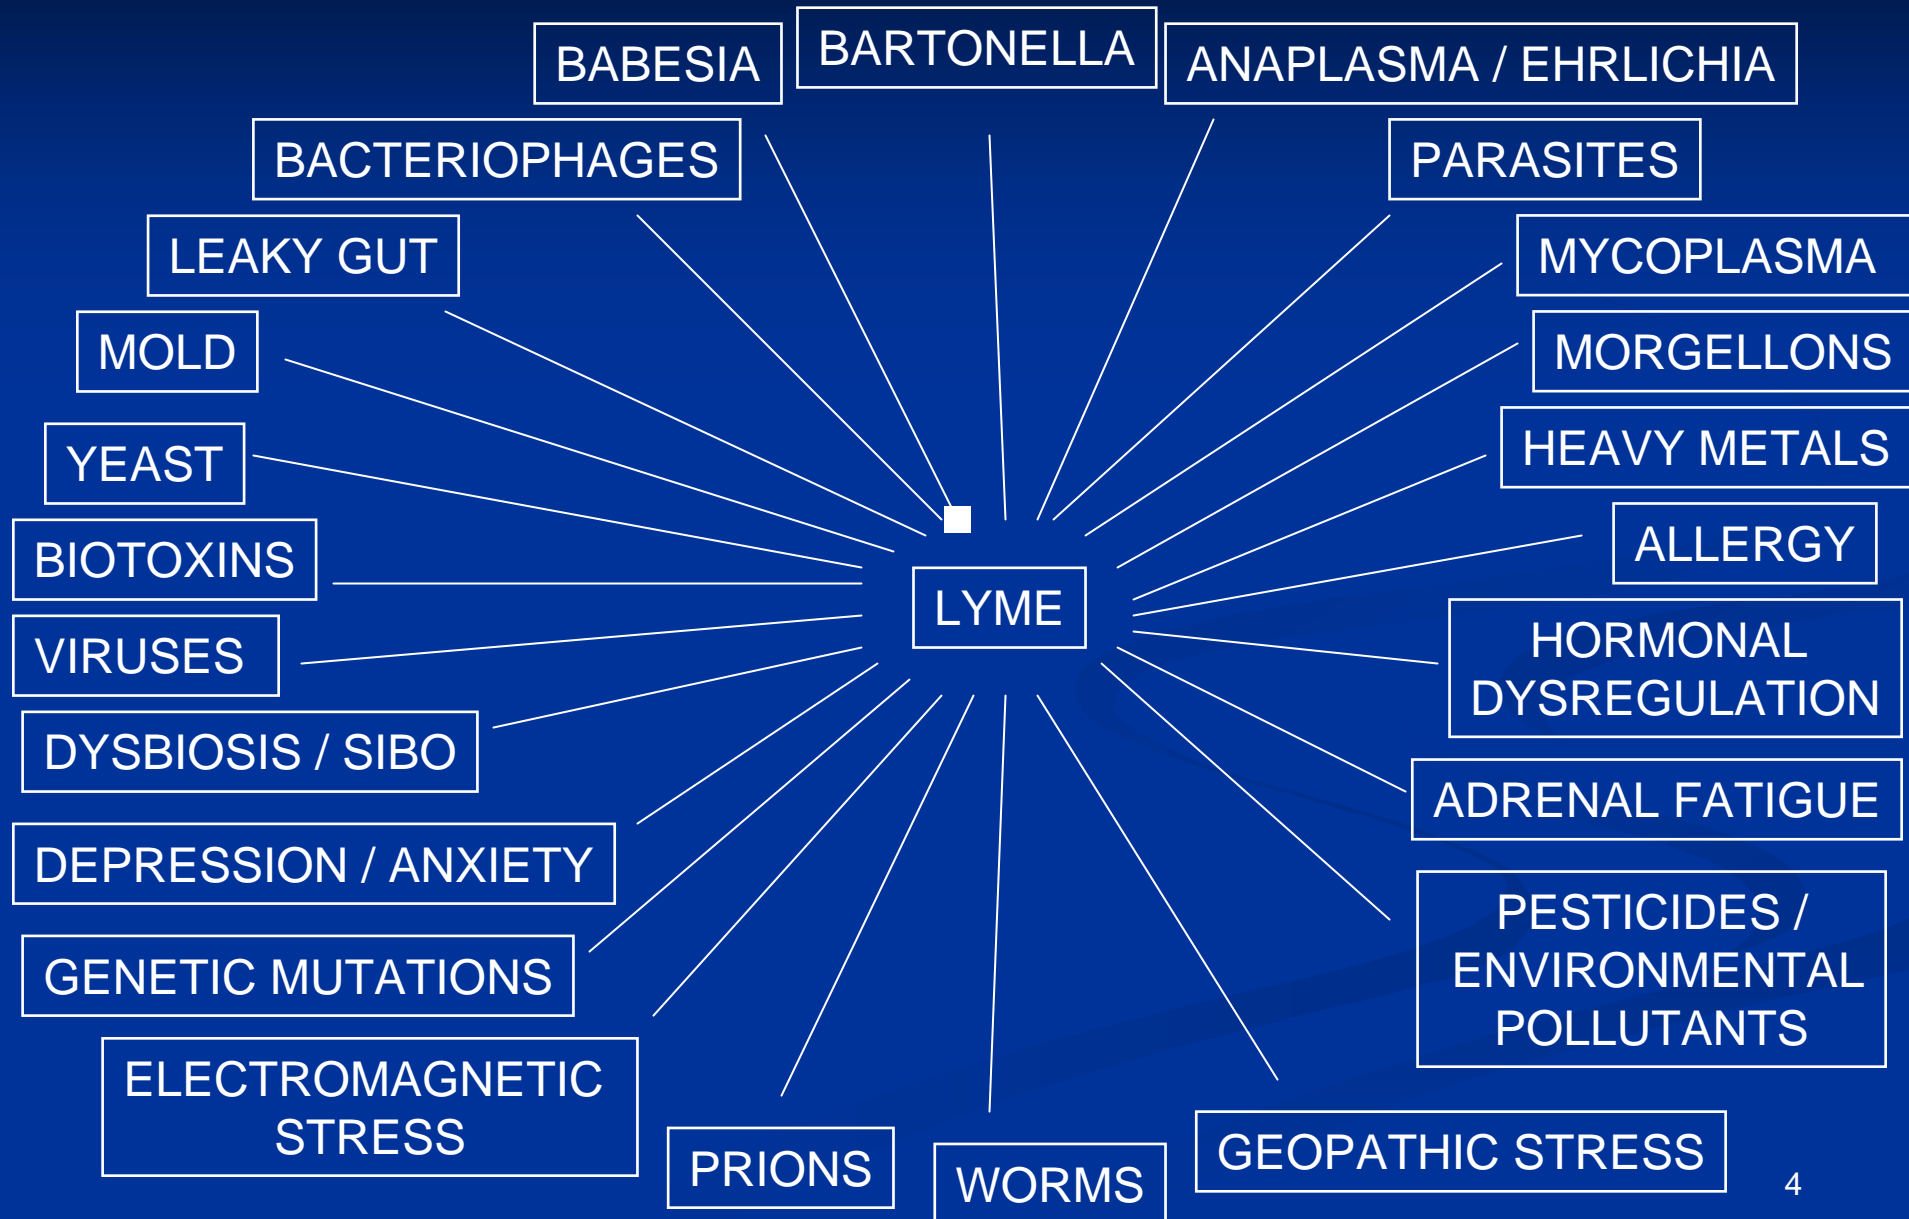 BABESIA
BARTONELLA
ANAPLASMA / EHRLICHIA
BACTERIOPHAGES
PARASITES
LEAKY GUT
MYCOPLASMA
MOLD
MORGELLONS
YEAST
HEAVY METALS
BIOTOXINS
ALLERGY
LYME
VIRUSES
HORMONAL
DYSREGULATION
DYSBIOSIS / SIBO
ADRENAL FATIGUE
DEPRESSION / ANXIETY
PESTICIDES /
ENVIRONMENTAL
POLLUTANTS
GENETIC MUTATIONS
ELECTROMAGNETIC
STRESS
PRIONS
WORMS
GEOPATHIC STRESS
4